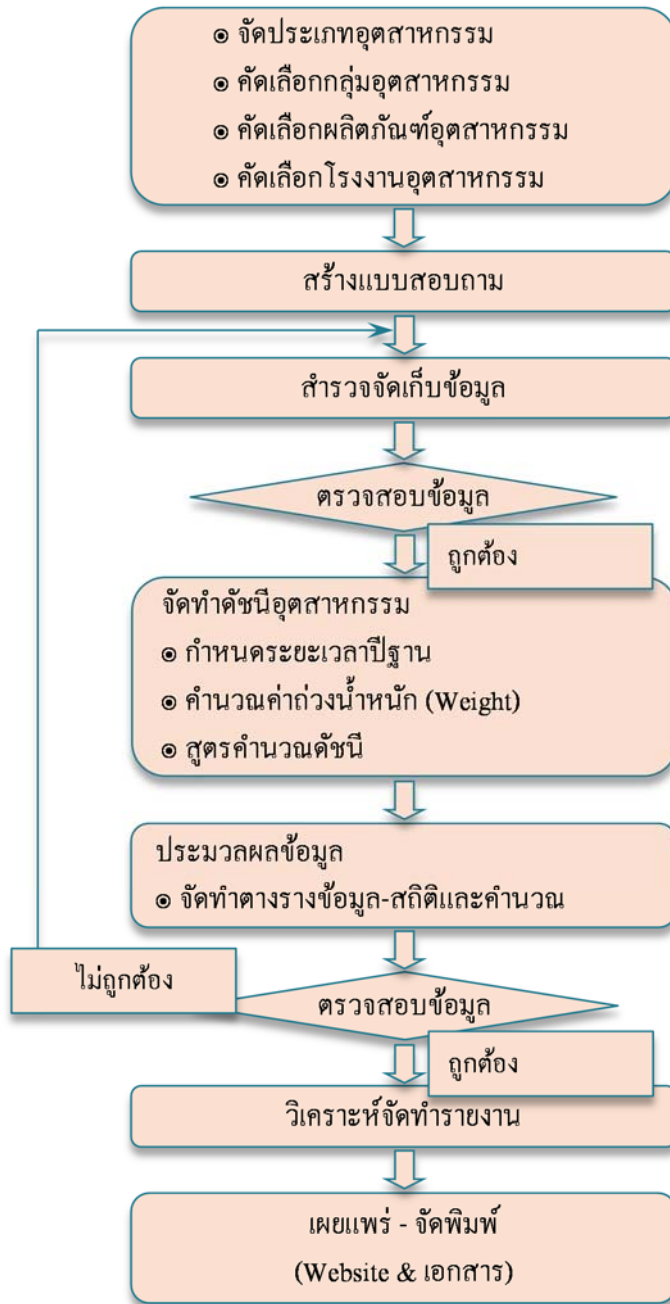 ๏ จัดประเภทอุตสาหกรรม
๏ คัดเลือกกลุ่มอุตสาหกรรม
๏ คัดเลือกผลิตภัณฑ์อุตสาหกรรม
๏ คัดเลือกโรงงานอุตสาหกรรม
สร้างแบบสอบถาม
สำรวจจัดเก็บข้อมูล
ตรวจสอบข้อมูล
ถูกต้อง
จัดทำดัชนีอุตสาหกรรม
๏ กำหนดระยะเวลาปีฐาน
๏ คำนวณค่าถ่วงน้ำหนัก (Weight)
๏ สูตรคำนวณดัชนี
ประมวลผลข้อมูล
๏ จัดทำตางรางข้อมูล-สถิติและคำนวณ
ไม่ถูกต้อง
ตรวจสอบข้อมูล
ถูกต้อง
วิเคราะห์จัดทำรายงาน
เผยแพร่ - จัดพิมพ์
(Website & เอกสาร)